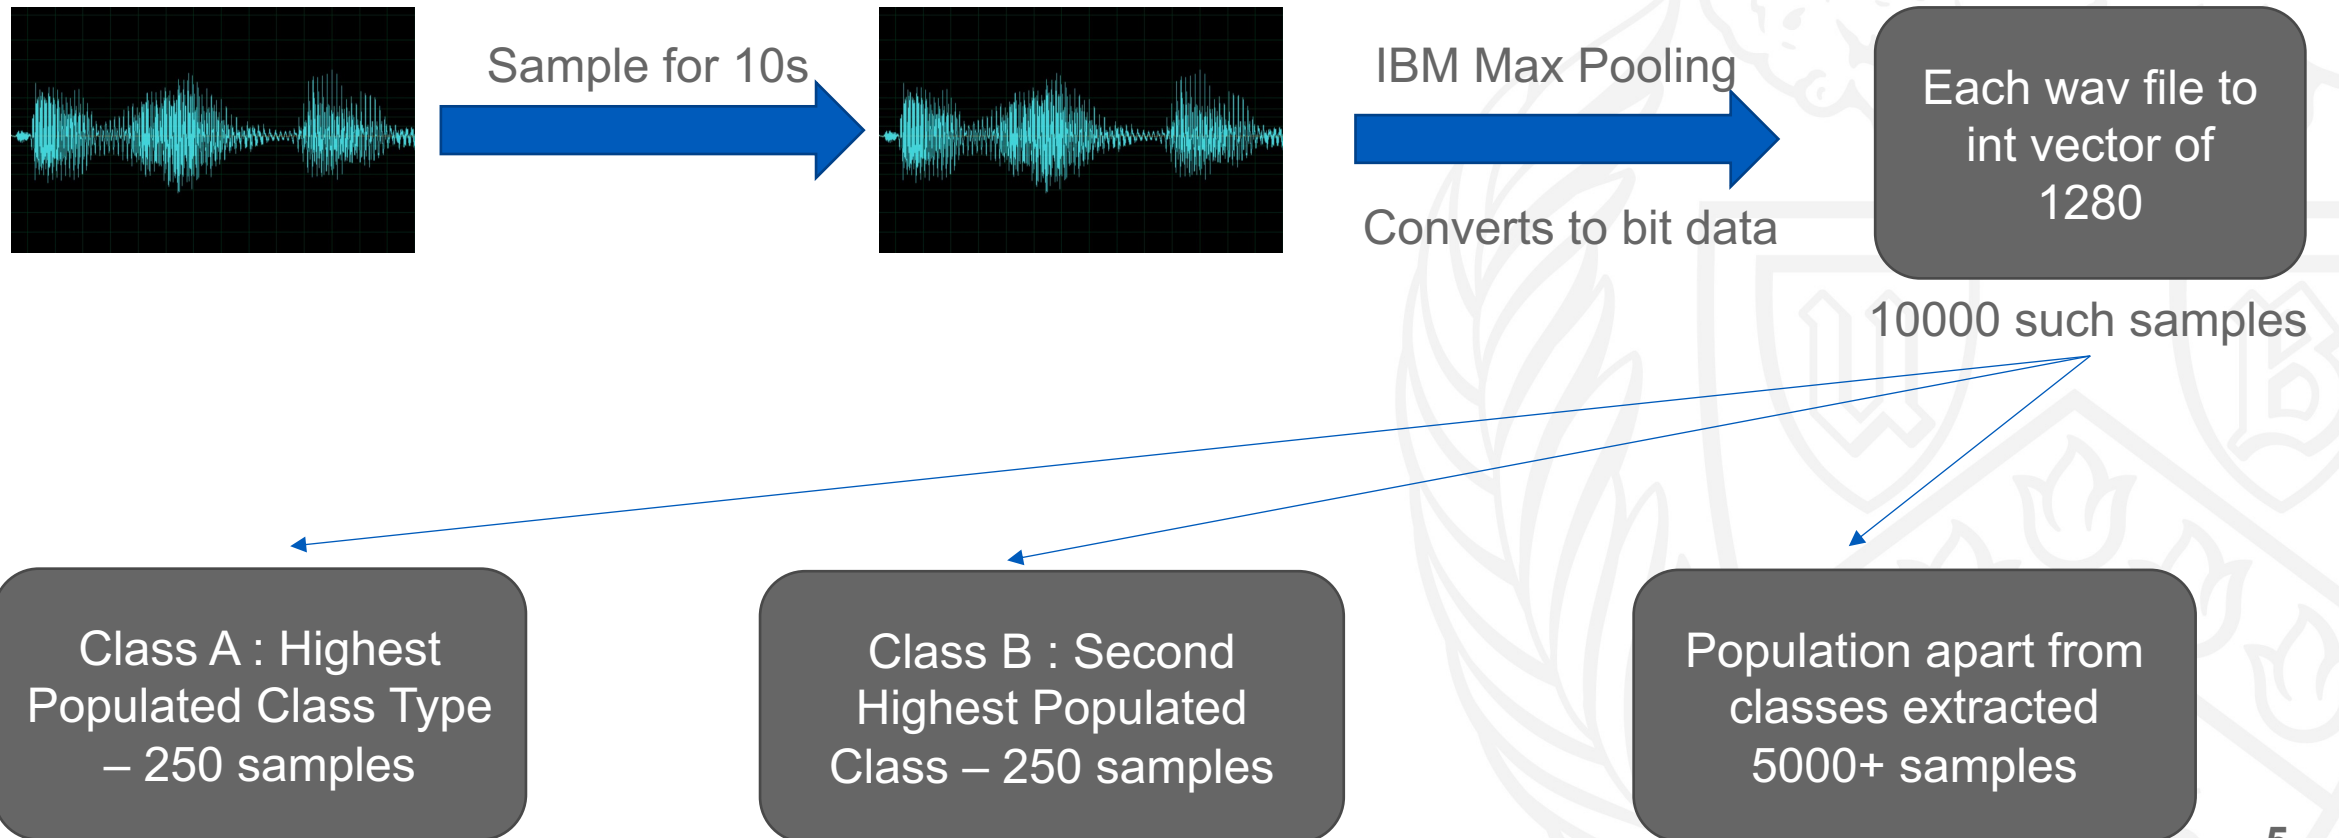 Sample for 10s
IBM Max Pooling
Converts to bit data
Each wav file to
int vector of
1280
10000 such samples
Class A : Highest
Populated Class Type
– 250 samples
Class B : Second
Highest Populated
Class – 250 samples
Population apart from
classes extracted
5000+ samples